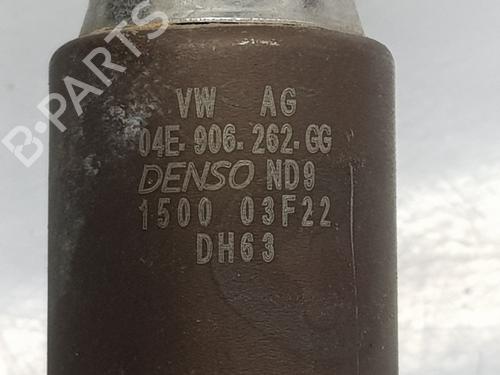 VW AG
04E.906.262.GG
DENSO ND9
1500 03F22
DH63
B-PARTS